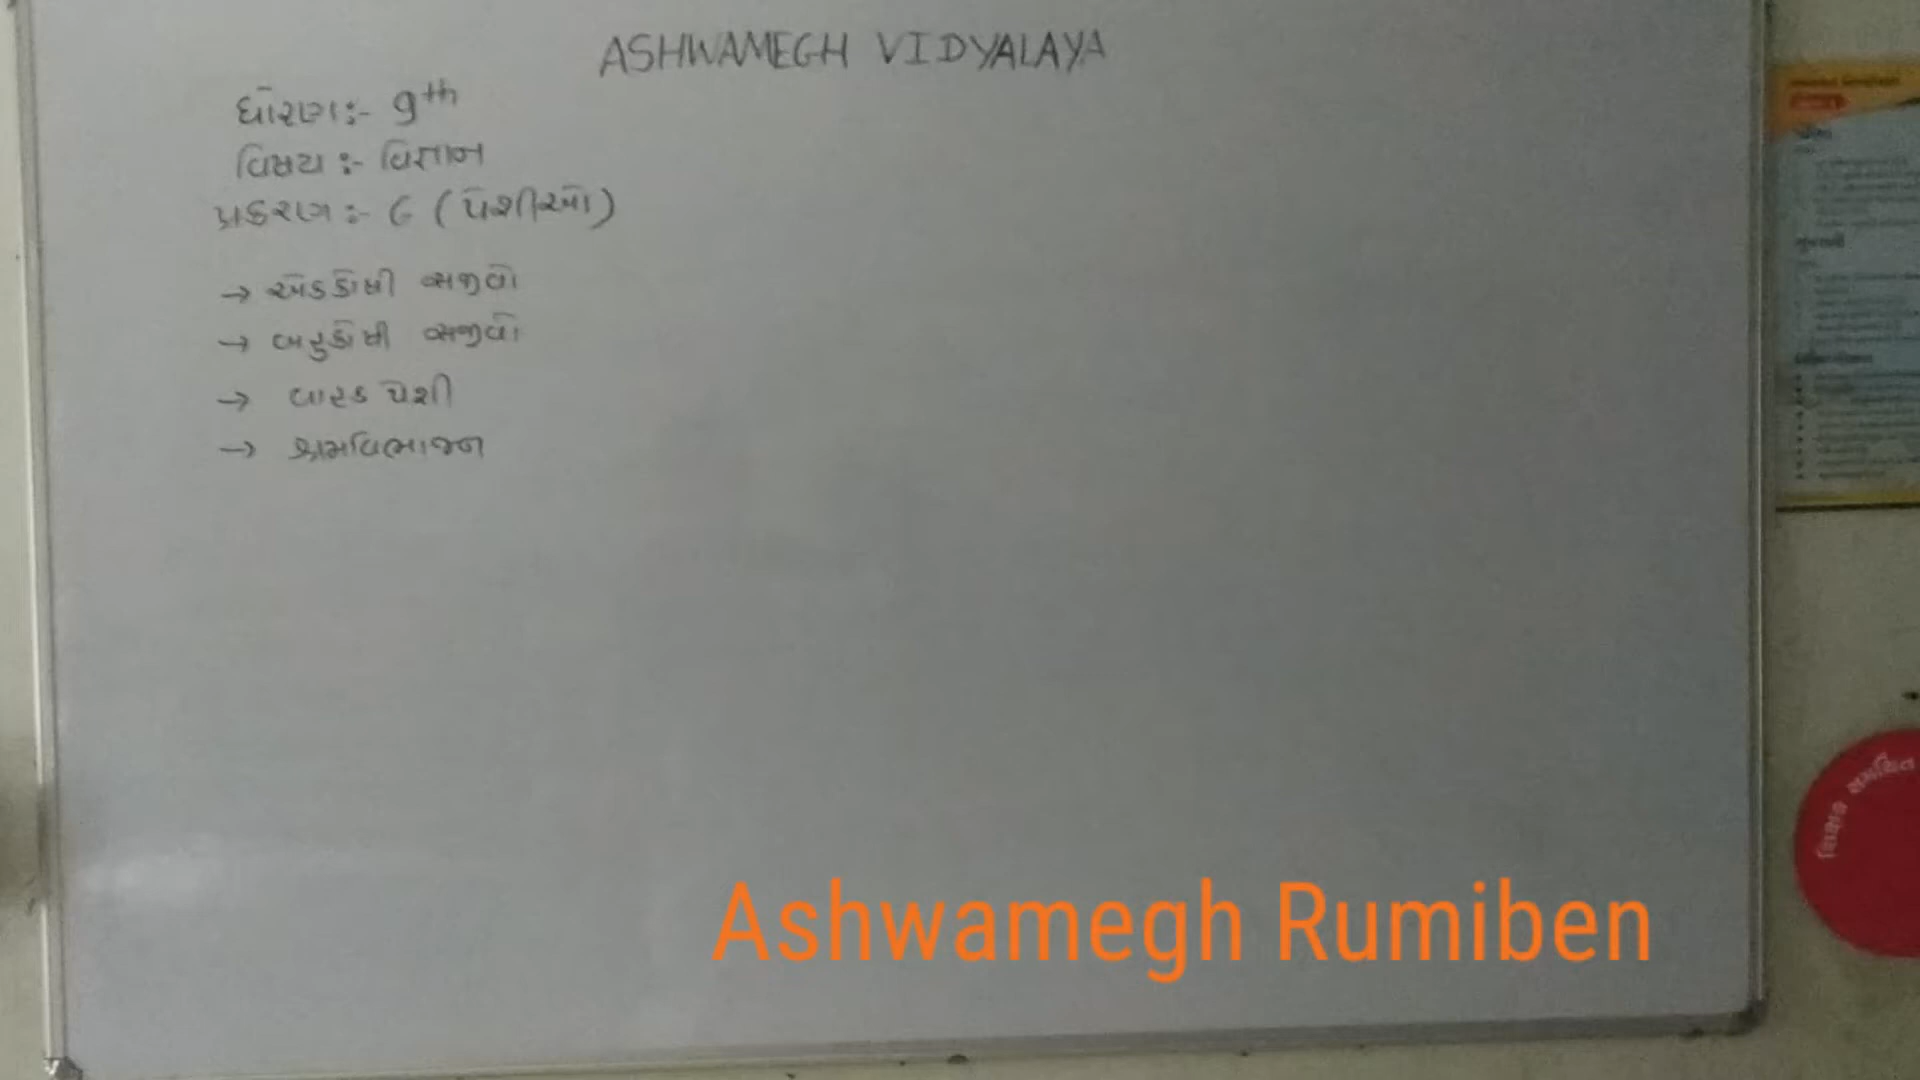 ASHWAMEGH VIDYALAYA
ધોરણ:- 9th
વિષય :- વિજ્ઞાન
પ્રકરણ :- 6 (પેશીઓ)
→ એકકોષી સજીવો
→ બહુકોષી સજીવો
→ વાહક પેશી
→ શ્રમવિભાજન
Ashwamegh Rumiben